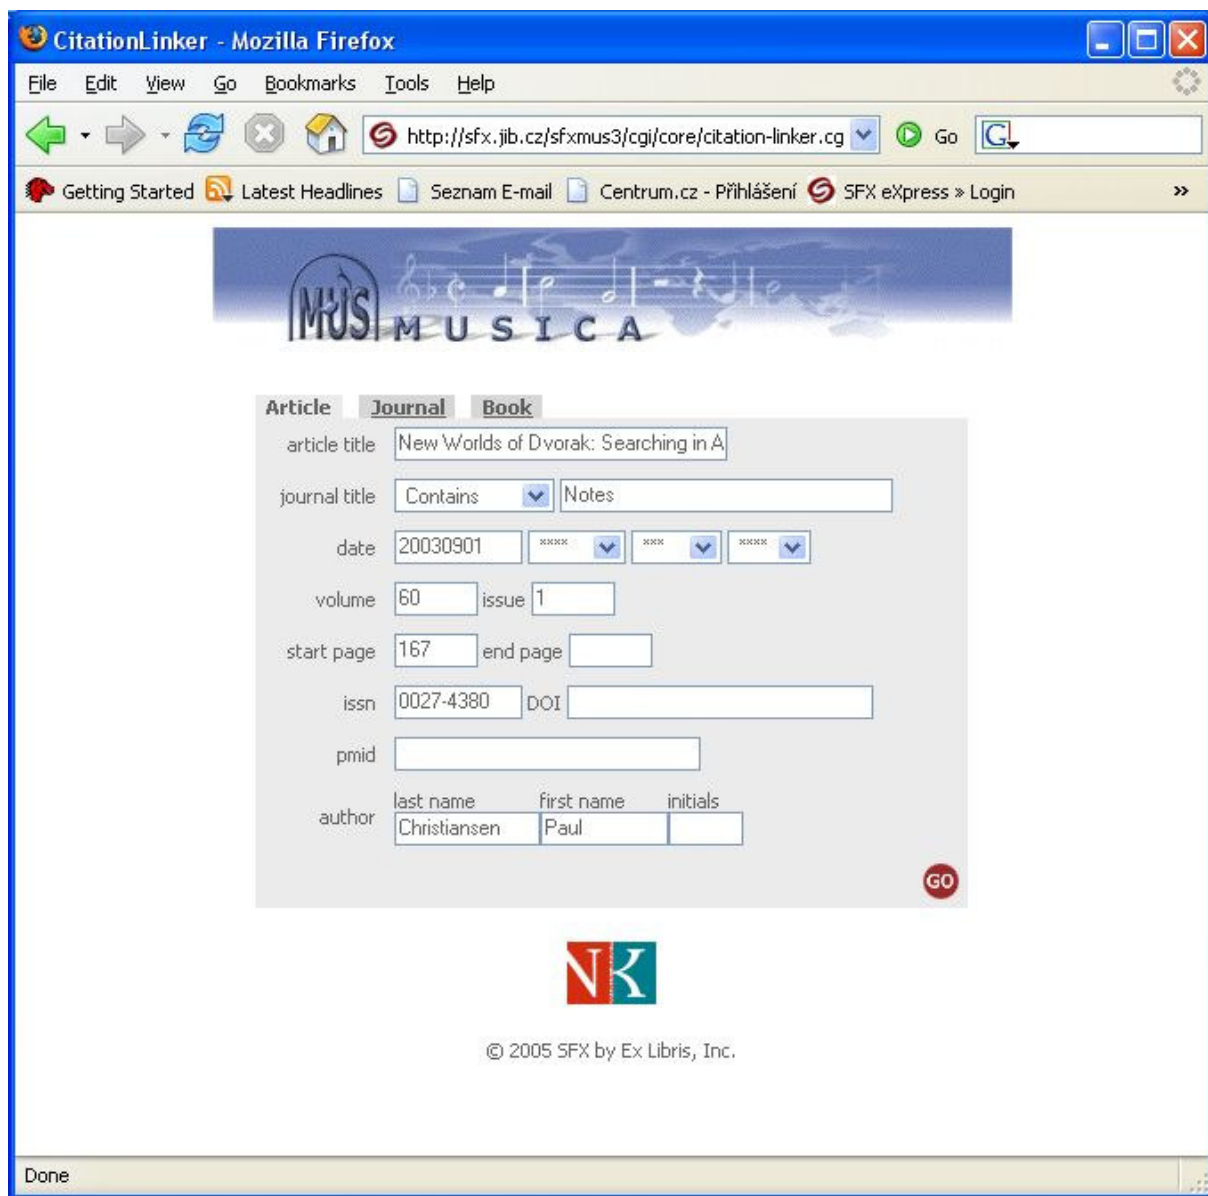 CitationLinker - Mozilla Firefox
File Edit View Go Bookmarks Tools Help
http://sfx.jib.cz/sfxmus3/cgi/core/citation-linker.cg Go G
Getting Started Latest Headlines Seznam E-mail Centrum.cz - Přihlášení SFX eXpress » Login »
MUS MUSICA
Article Journal Book
article title New Worlds of Dvorak: Searching in A
journal title Contains Notes
date 20030901 **** *** ****
volume 60 issue 1
start page 167 end page
issn 0027-4380 DOI
pmid
last name first name initials
author Christiansen Paul
GO
NK
© 2005 SFX by Ex Libris, Inc.
Done